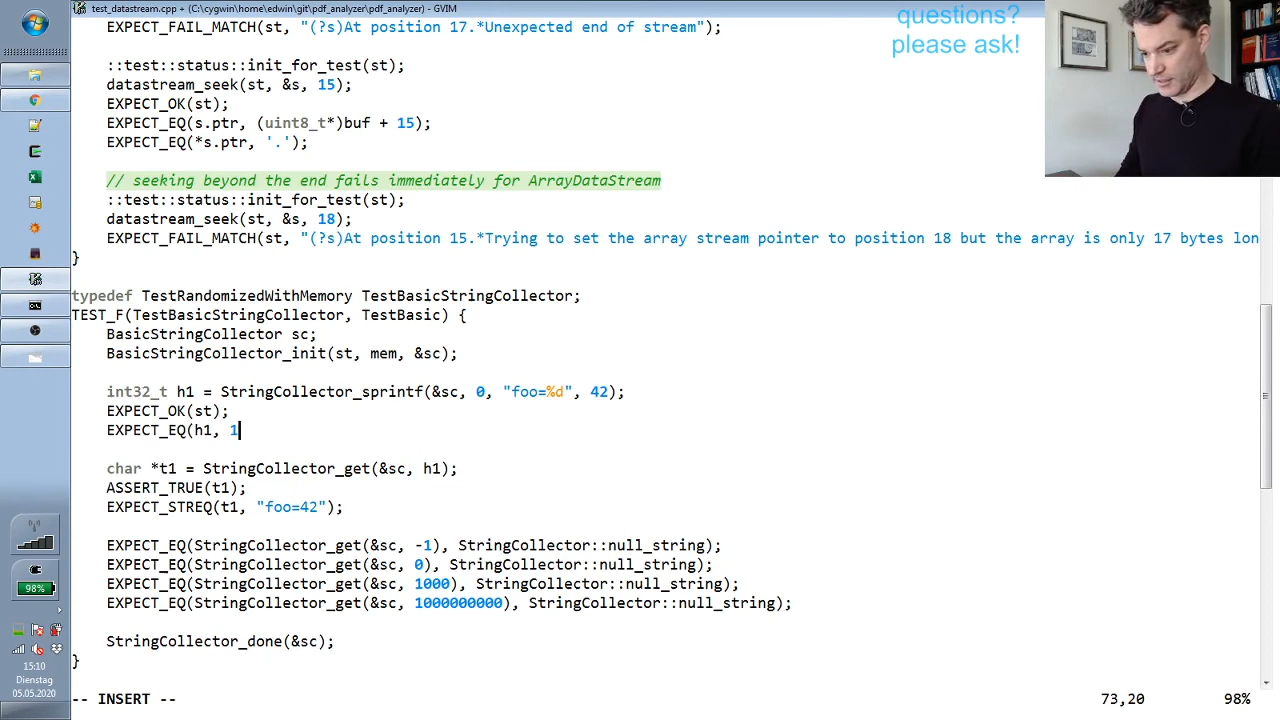 test_datastream.cpp + (C:\cygwin\home\edwin\git\pdf_analyzer\pdf_analyzer) - GVIM
questions?
please ask!
EXPECT_FAIL_MATCH(st, "(?s)At position 17.*Unexpected end of stream");
::test::status::init_for_test(st);
datastream_seek(st, &s, 15);
EXPECT_OK(st);
EXPECT_EQ(s.ptr, (uint8_t*)buf + 15);
EXPECT_EQ(*s.ptr, '.');
// seeking beyond the end fails immediately for ArrayDataStream
::test::status::init_for_test(st);
datastream_seek(st, &s, 18);
EXPECT_FAIL_MATCH(st, "(?s)At position 15.*Trying to set the array stream pointer to position 18 but the array is only 17 bytes lon
}
typedef TestRandomizedWithMemory TestBasicStringCollector;
TEST_F(TestBasicStringCollector, TestBasic) {
BasicStringCollector sc;
BasicStringCollector_init(st, mem, &sc);
int32_t h1 = StringCollector_sprintf(&sc, 0, "foo=%d", 42);
EXPECT_OK(st);
EXPECT_EQ(h1, 1
char *t1 = StringCollector_get(&sc, h1);
ASSERT_TRUE(t1);
EXPECT_STREQ(t1, "foo=42");
EXPECT_EQ(StringCollector_get(&sc, -1), StringCollector::null_string);
EXPECT_EQ(StringCollector_get(&sc, 0), StringCollector::null_string);
EXPECT_EQ(StringCollector_get(&sc, 1000), StringCollector::null_string);
EXPECT_EQ(StringCollector_get(&sc, 1000000000), StringCollector::null_string);
StringCollector_done(&sc);
}
-- INSERT -- 73,20 98%
98%
15:10
Dienstag
05.05.2020